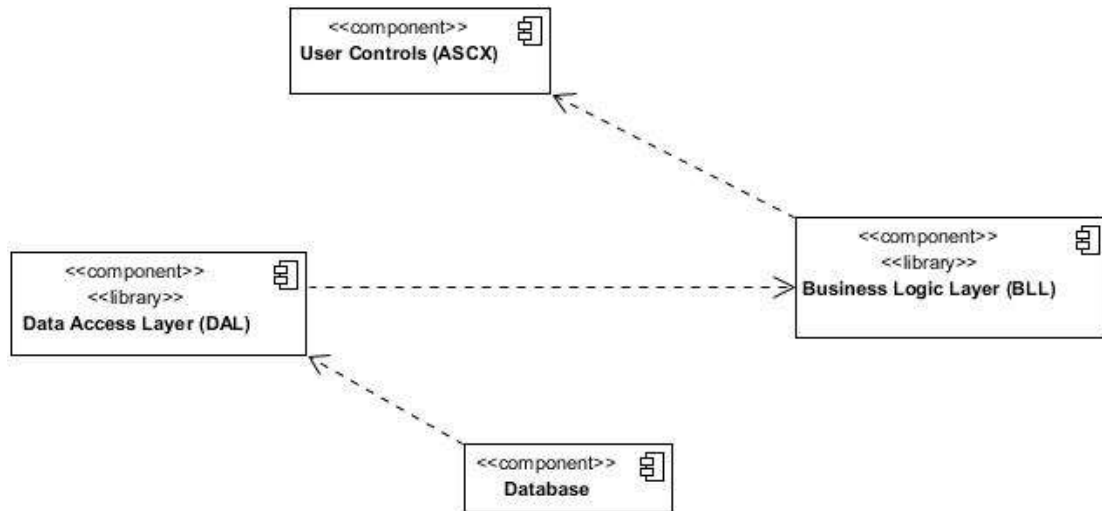 <<component>>
User Controls (ASCX)
<<component>>
<<library>>
Business Logic Layer (BLL)
<<component>>
<<library>>
Data Access Layer (DAL)
<<component>>
Database